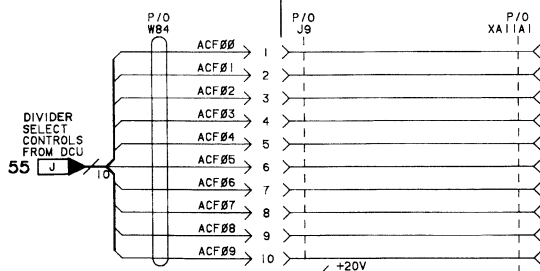 P/O
W84
P/O
J9
P/O
XA11A1
ACFØØ 1
ACFØ1 2
ACFØ2 3
ACFØ3 4
ACFØ4 5
ACFØ5 6
ACFØ6 7
ACFØ7 8
ACFØ8 9
ACFØ9 10
DIVIDER
SELECT
CONTROLS
FROM DCU
55 J
10
+20V